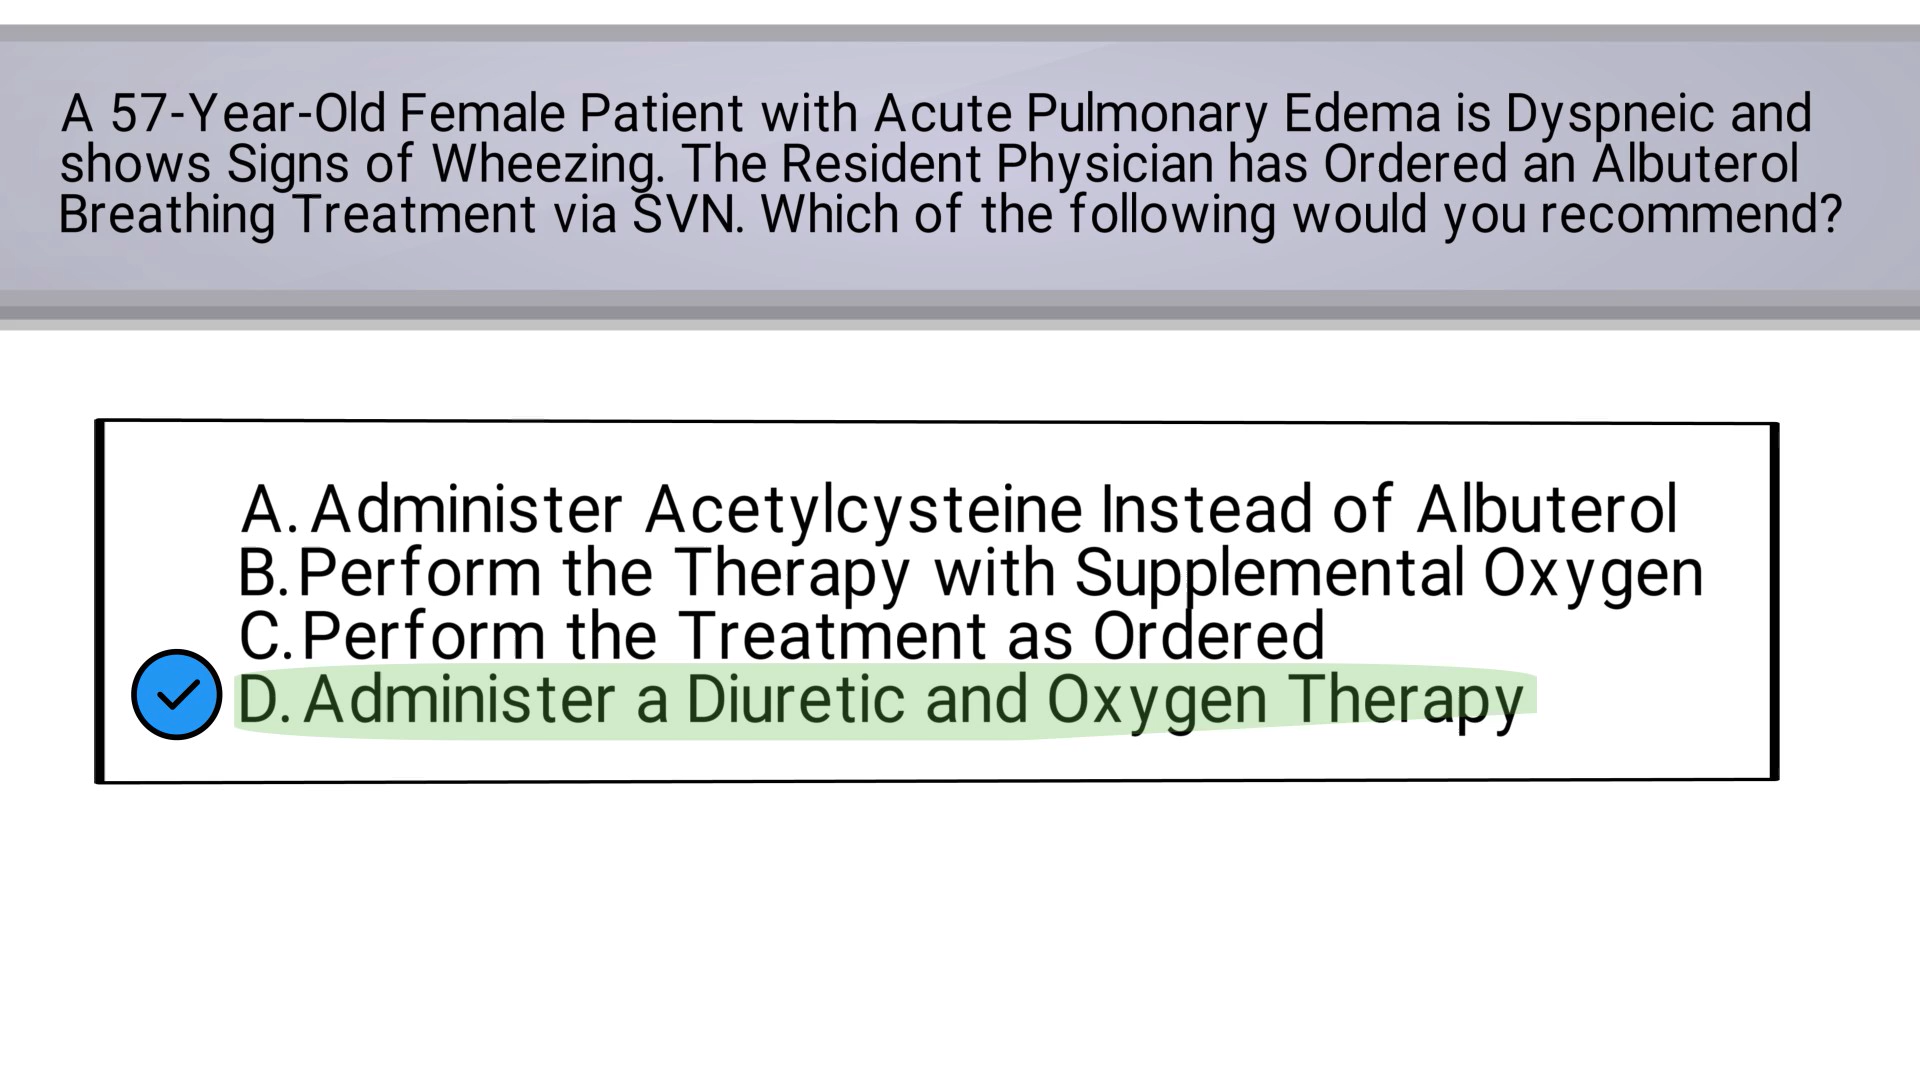 A 57-Year-Old Female Patient with Acute Pulmonary Edema is Dyspneic and
shows Signs of Wheezing. The Resident Physician has Ordered an Albuterol
Breathing Treatment via SVN. Which of the following would you recommend?
A. Administer Acetylcysteine Instead of Albuterol
B. Perform the Therapy with Supplemental Oxygen
C. Perform the Treatment as Ordered
D. Administer a Diuretic and Oxygen Therapy